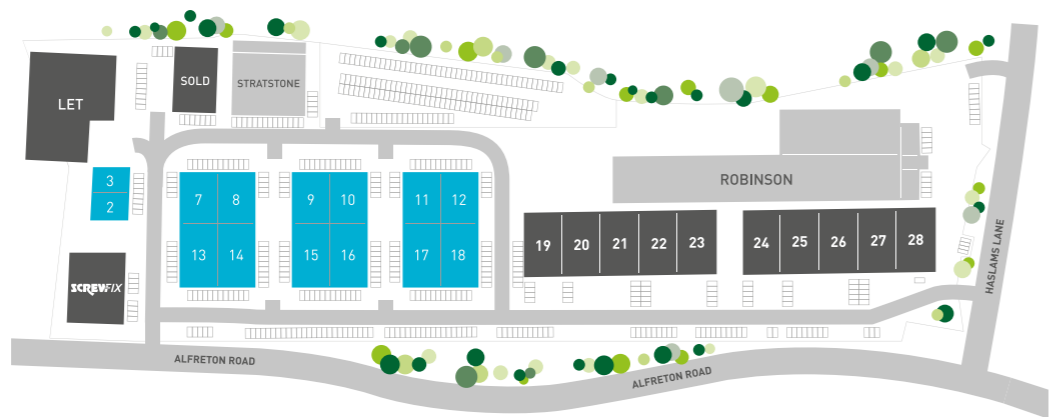 LET
SOLD
STRATSTONE
3
2
7 8
13 14
9 10
15 16
11 12
17 18
SCREWFIX
ROBINSON
19 20 21 22 23
24 25 26 27 28
HASLAMS LANE
ALFRETON ROAD
ALFRETON ROAD